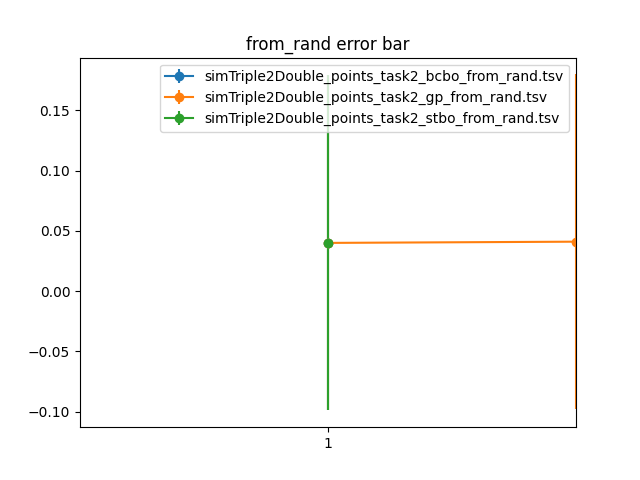 from_rand error bar
simTriple2Double_points_task2_bcbo_from_rand.tsv
simTriple2Double_points_task2_gp_from_rand.tsv
simTriple2Double_points_task2_stbo_from_rand.tsv
0.15
0.10
0.05
0.00
−0.05
−0.10
1